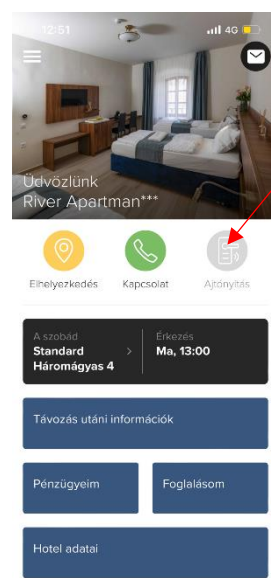 12:51
4G
Üdvözlünk
River Apartman***
Elhelyezkedés
Kapcsolat
Ajtónyitás
A szobád
Standard
Háromágyas 4
Érkezés
Ma, 13:00
Távozás utáni információk
Pénzügyeim
Foglalásom
Hotel adatai